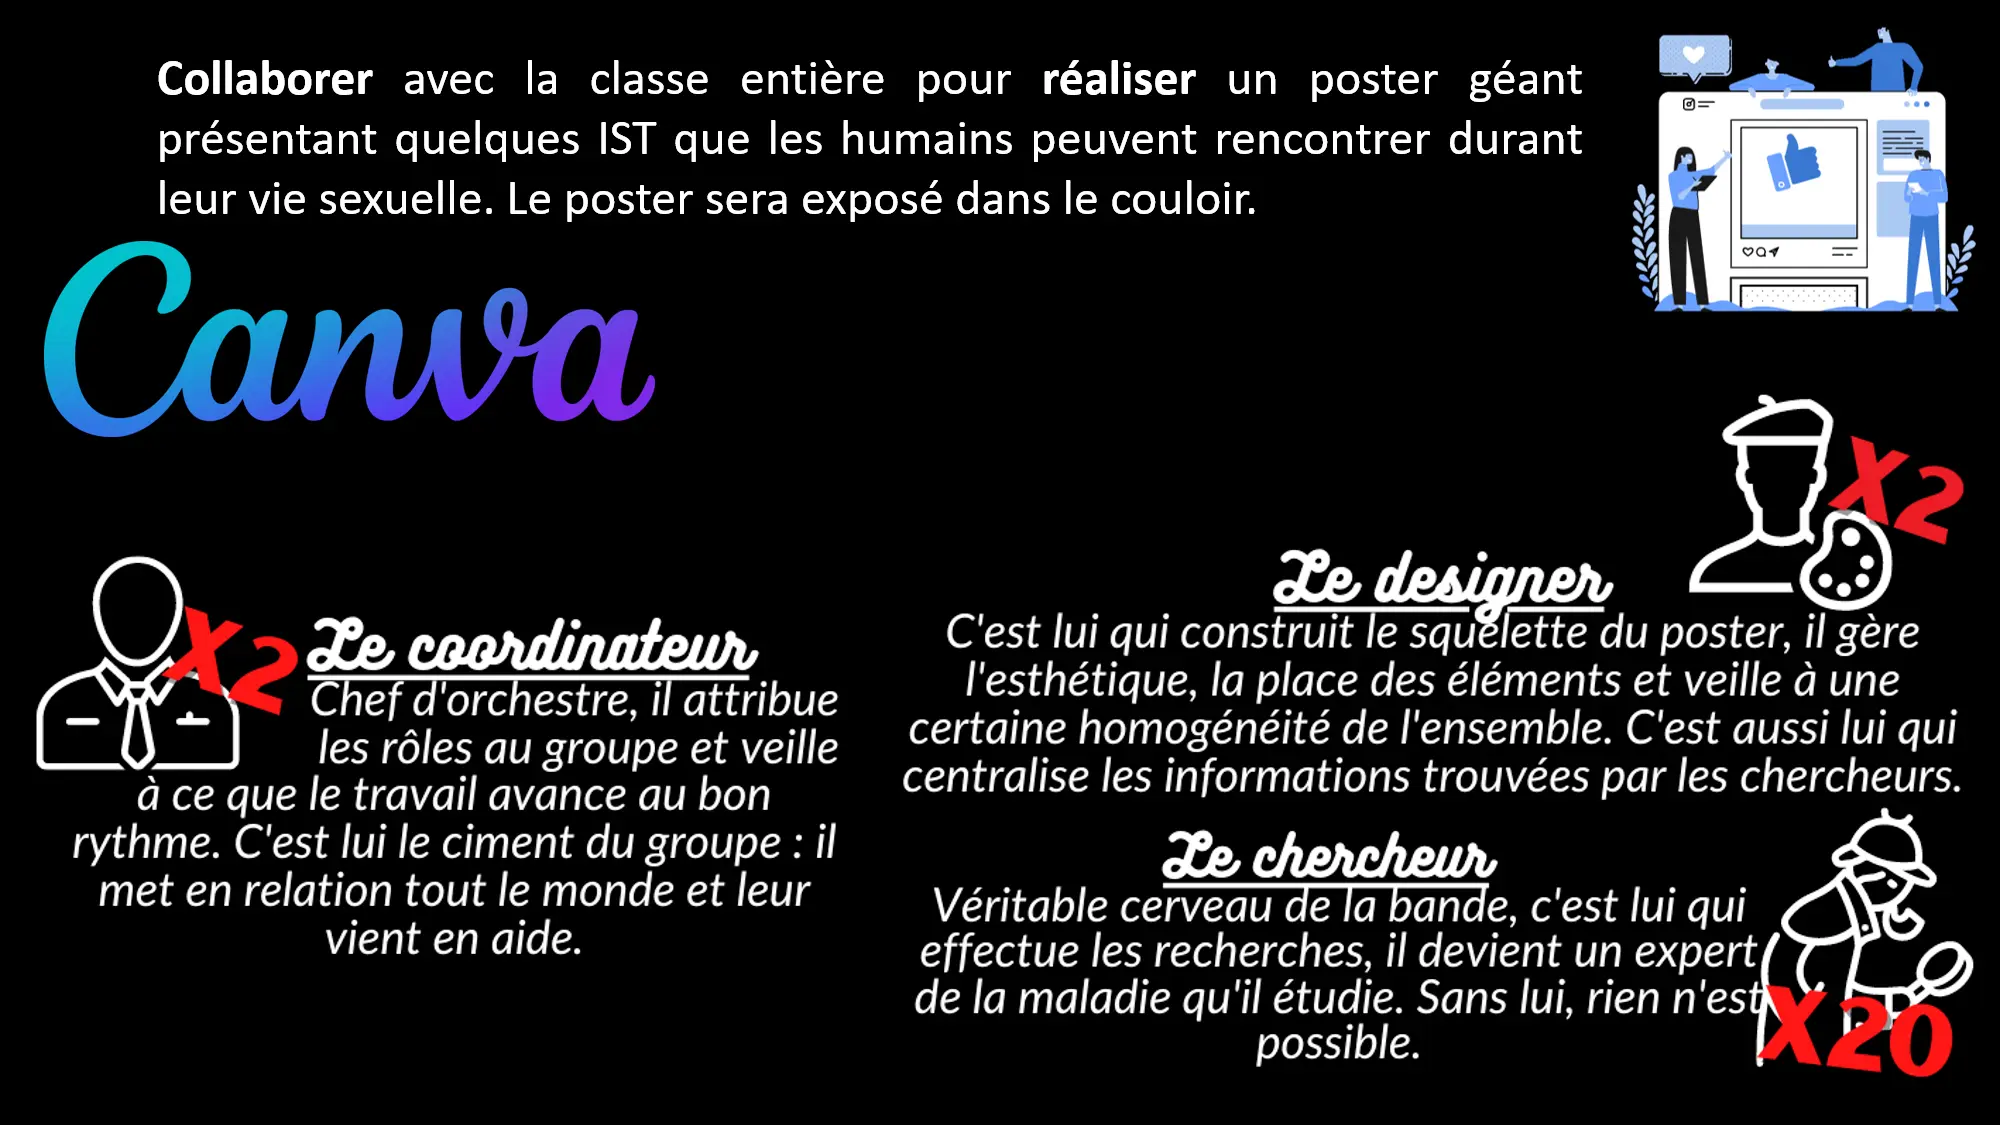 Collaborer avec la classe entière pour réaliser un poster géant
présentant quelques IST que les humains peuvent rencontrer durant
leur vie sexuelle. Le poster sera exposé dans le couloir.
Canva
X2
Le coordinateur
Chef d'orchestre, il attribue
les rôles au groupe et veille
à ce que le travail avance au bon
rythme. C'est lui le ciment du groupe : il
met en relation tout le monde et leur
vient en aide.
X2
Le designer
C'est lui qui construit le squelette du poster, il gère
l'esthétique, la place des éléments et veille à une
certaine homogénéité de l'ensemble. C'est aussi lui qui
centralise les informations trouvées par les chercheurs.
Le chercheur
Véritable cerveau de la bande, c'est lui qui
effectue les recherches, il devient un expert
de la maladie qu'il étudie. Sans lui, rien n'est
possible.
X20